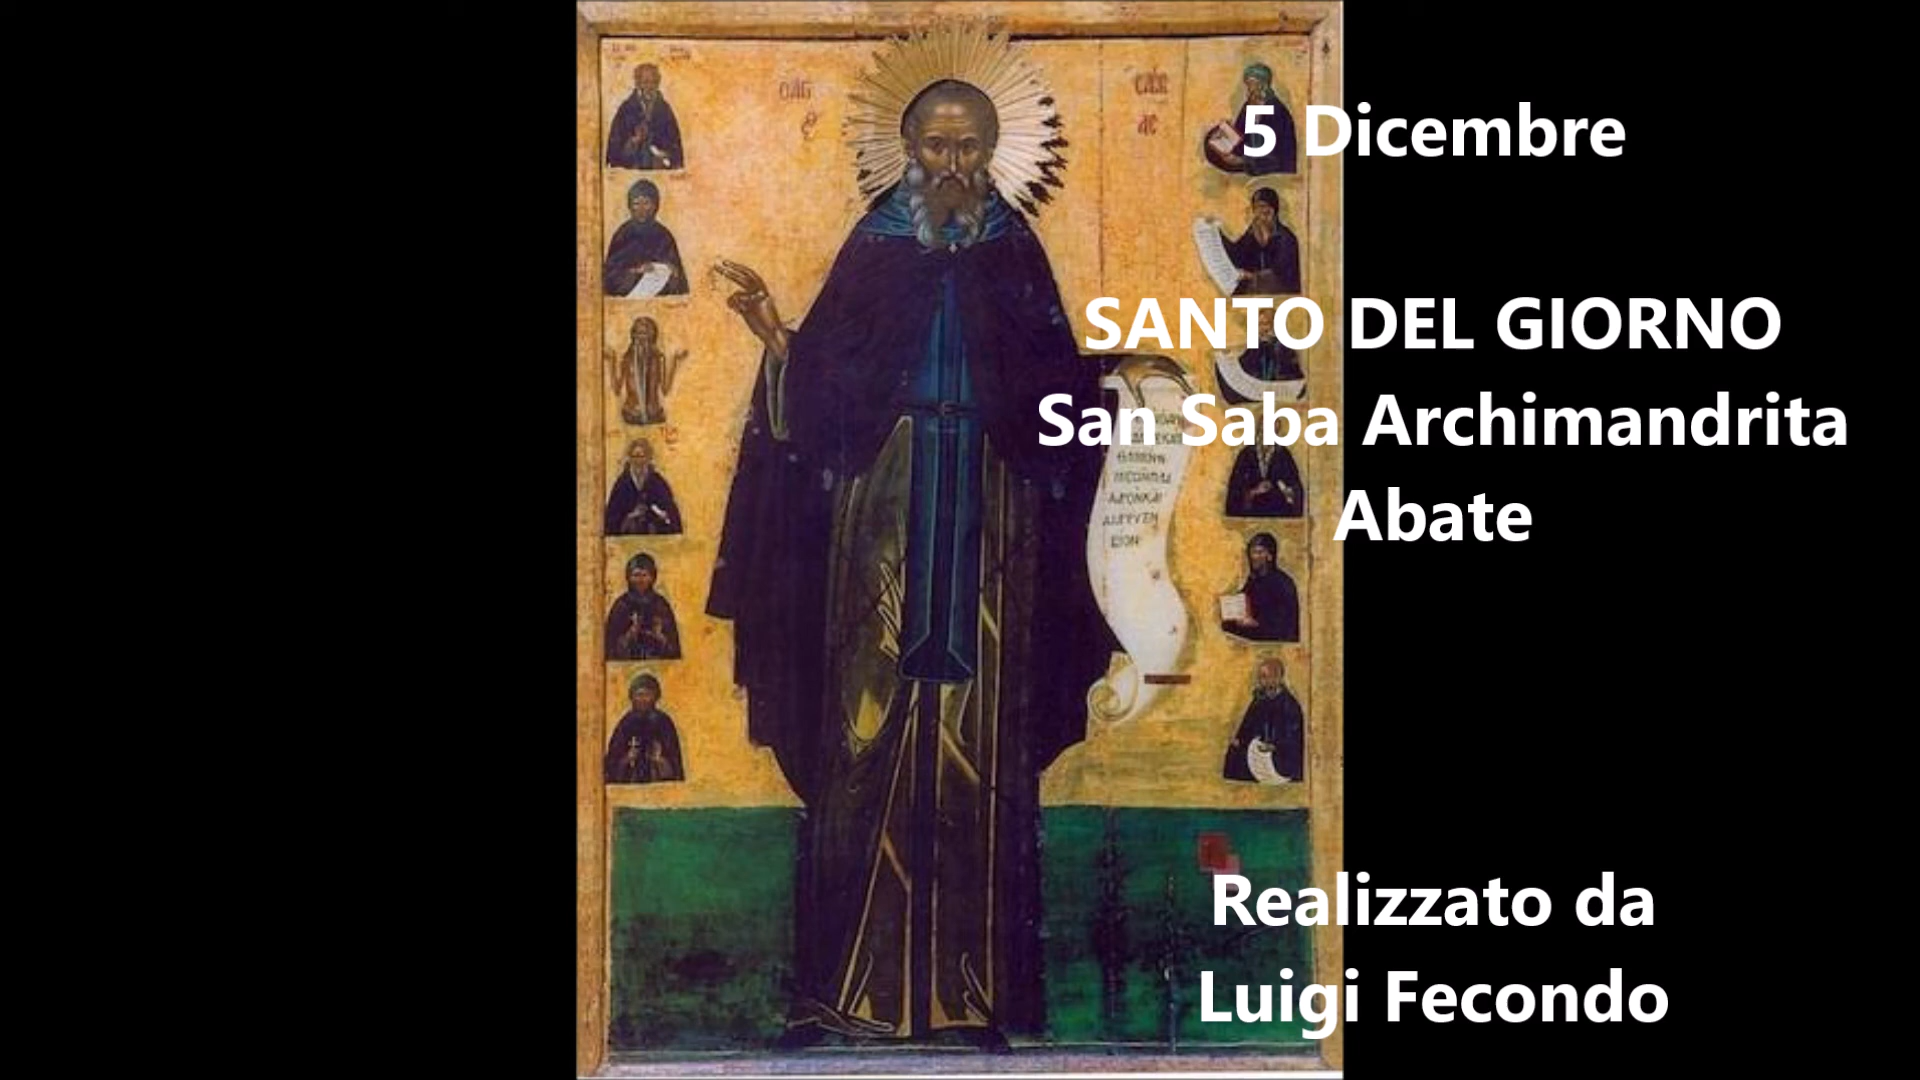 5 Dicembre
SANTO DEL GIORNO
San Saba Archimandrita
Abate
Realizzato da
Luigi Fecondo